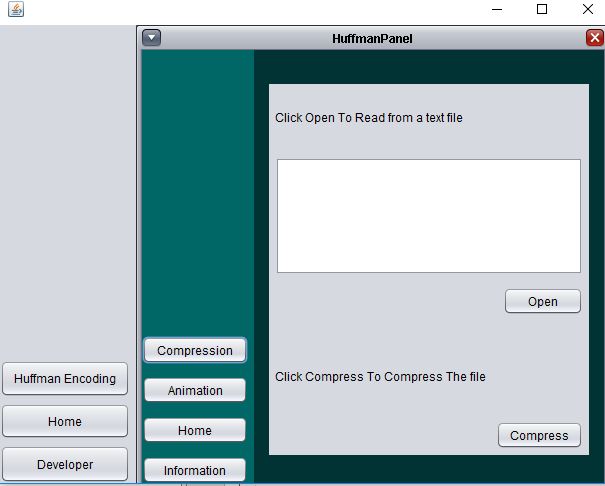 HuffmanPanel
Click Open To Read from a text file
Open
Click Compress To Compress The file
Compress
Compression
Animation
Home
Information
Huffman Encoding
Home
Developer